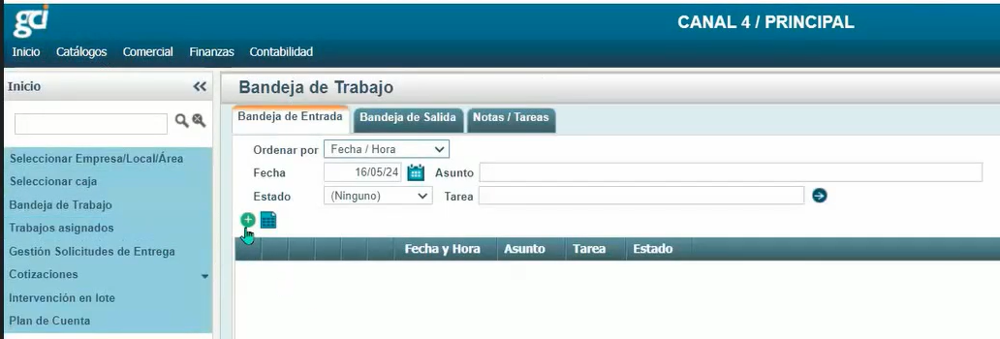 gci
CANAL 4 / PRINCIPAL
Inicio Catálogos Comercial Finanzas Contabilidad
Inicio
Seleccionar Empresa/Local/Área
Seleccionar caja
Bandeja de Trabajo
Trabajos asignados
Gestión Solicitudes de Entrega
Cotizaciones
Intervención en lote
Plan de Cuenta
Bandeja de Trabajo
Bandeja de Entrada Bandeja de Salida Notas / Tareas
Ordenar por Fecha / Hora
Fecha 16/05/24 Asunto
Estado (Ninguno) Tarea
Fecha y Hora Asunto Tarea Estado